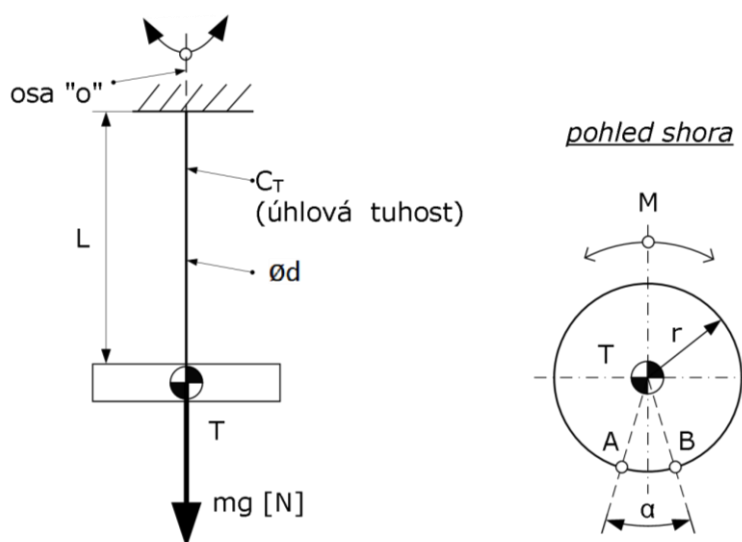 osa "o"
pohled shora
C_T
(úhlová tuhost)
M
L
Ød
r
T
A
B
T
α
mg [N]